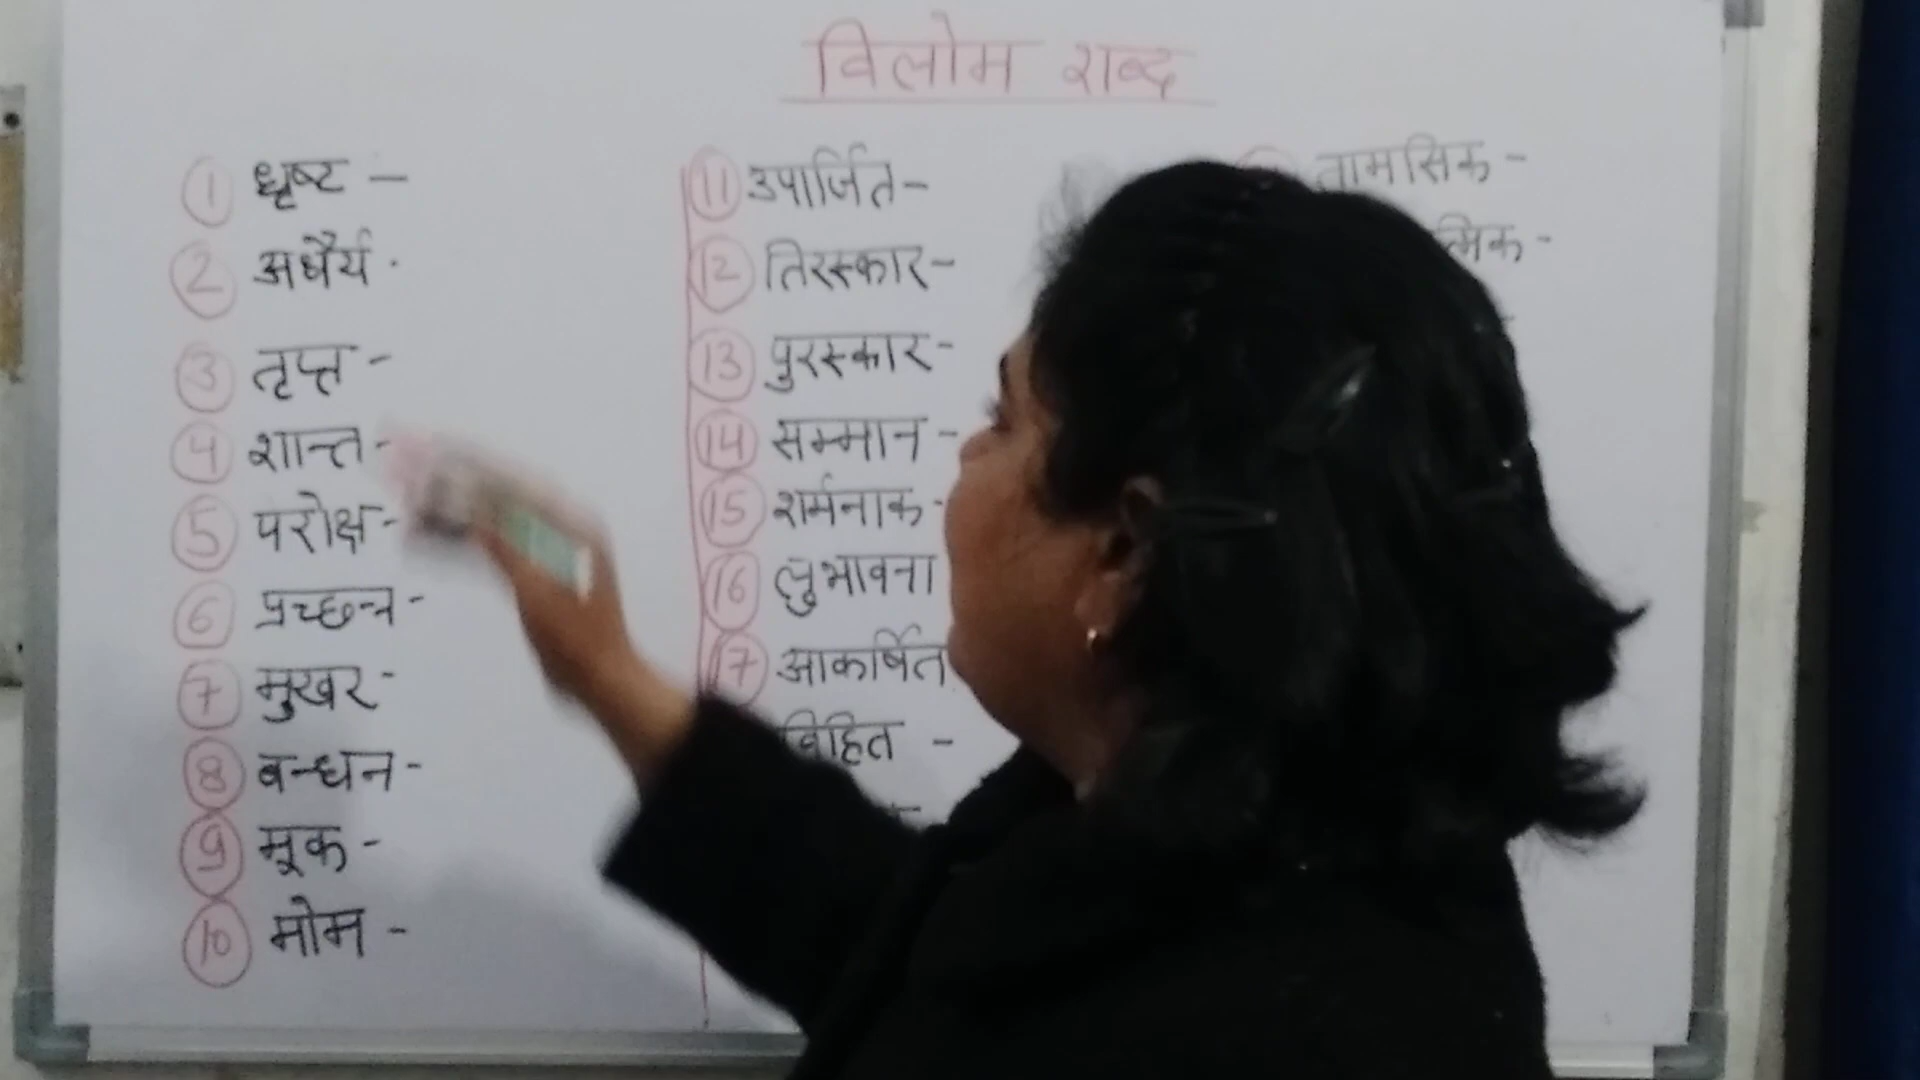 विलोम शब्द
1 धृष्ट -
2 अधैर्य -
3 तृप्त -
4 शान्त -
5 परोक्ष -
6 प्रच्छन्न -
7 मुखर -
8 बन्धन -
9 मूक -
10 मोम -
11 उपार्जित -
12 तिरस्कार -
13 पुरस्कार -
14 सम्मान -
15 शर्मनाक -
16 लुभावना
17 आकर्षित
विहित -
तामसिक -